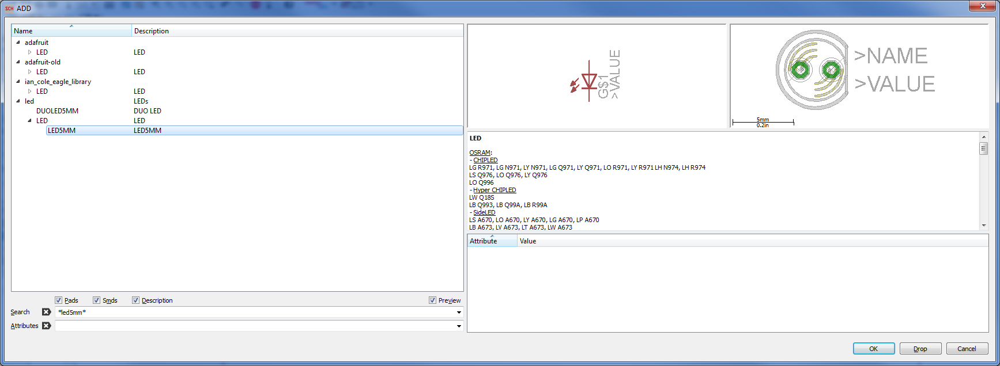 SCH ADD
Name Description
adafruit
LED LED
adafruit-old
LED LED
ian_cole_eagle_library
LED LED
led LEDs
DUOLED5MM DUO LED
LED LED
LED5MM LED5MM
Pads Smds Description Preview
Search *led5mm*
Attributes
G$1
>VALUE
>NAME
>VALUE
5mm
0.2in
LED
OSRAM:
- CHIPLED
LG R971, LG N971, LY N971, LG Q971, LY Q971, LO R971, LY R971 LH N974, LH R974
LS Q976, LO Q976, LY Q976
LO Q996
- Hyper CHIPLED
LW Q18S
LB Q993, LB Q99A, LB R99A
- SideLED
LS A670, LO A670, LY A670, LG A670, LP A670
LB A673, LV A673, LT A673, LW A673
Attribute Value
OK Drop Cancel